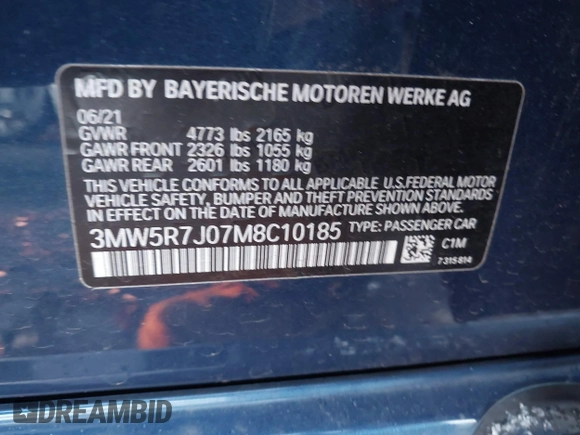 MFD BY BAYERISCHE MOTOREN WERKE AG
06/21
GVWR 4773 lbs 2165 kg
GAWR FRONT 2326 lbs 1055 kg
GAWR REAR 2601 lbs 1180 kg
THIS VEHICLE CONFORMS TO ALL APPLICABLE U.S.FEDERAL MOTOR
VEHICLE SAFETY, BUMPER AND THEFT PREVENTION STANDARDS
IN EFFECT ON THE DATE OF MANUFACTURE SHOWN ABOVE.
3MW5R7J07M8C10185 TYPE: PASSENGER CAR
C1M
7315814
DREAMBID